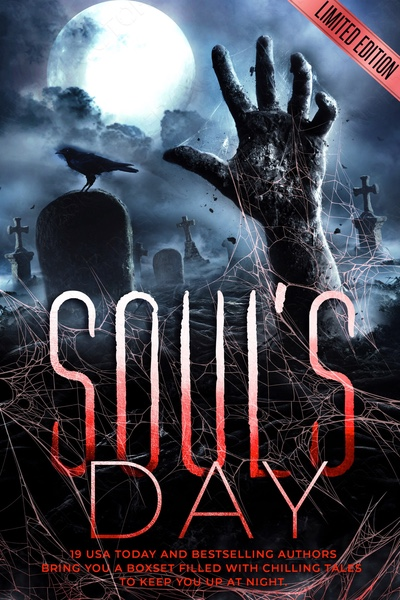 LIMITED EDITION
SOUL'S
DAY
19 USA TODAY AND BESTSELLING AUTHORS
BRING YOU A BOXSET FILLED WITH CHILLING TALES
TO KEEP YOU UP AT NIGHT.